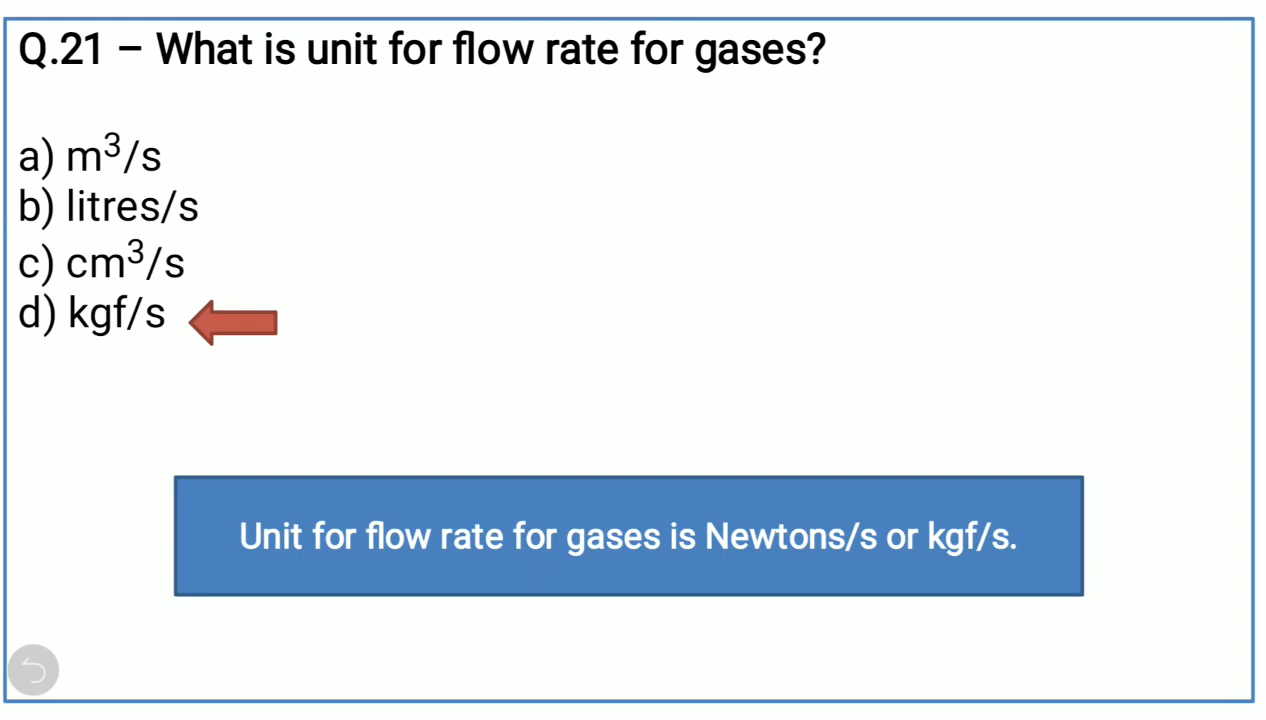 Q.21 – What is unit for flow rate for gases?
a) m³/s
b) litres/s
c) cm³/s
d) kgf/s
Unit for flow rate for gases is Newtons/s or kgf/s.